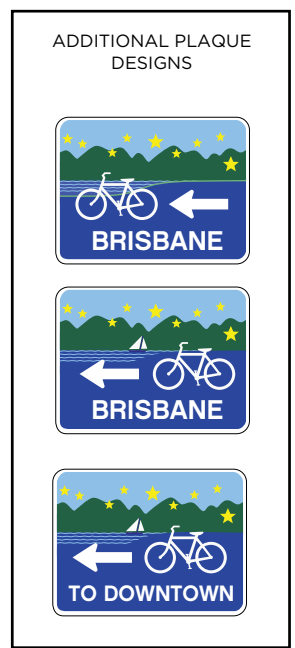 ADDITIONAL PLAQUE
DESIGNS
BRISBANE
BRISBANE
TO DOWNTOWN